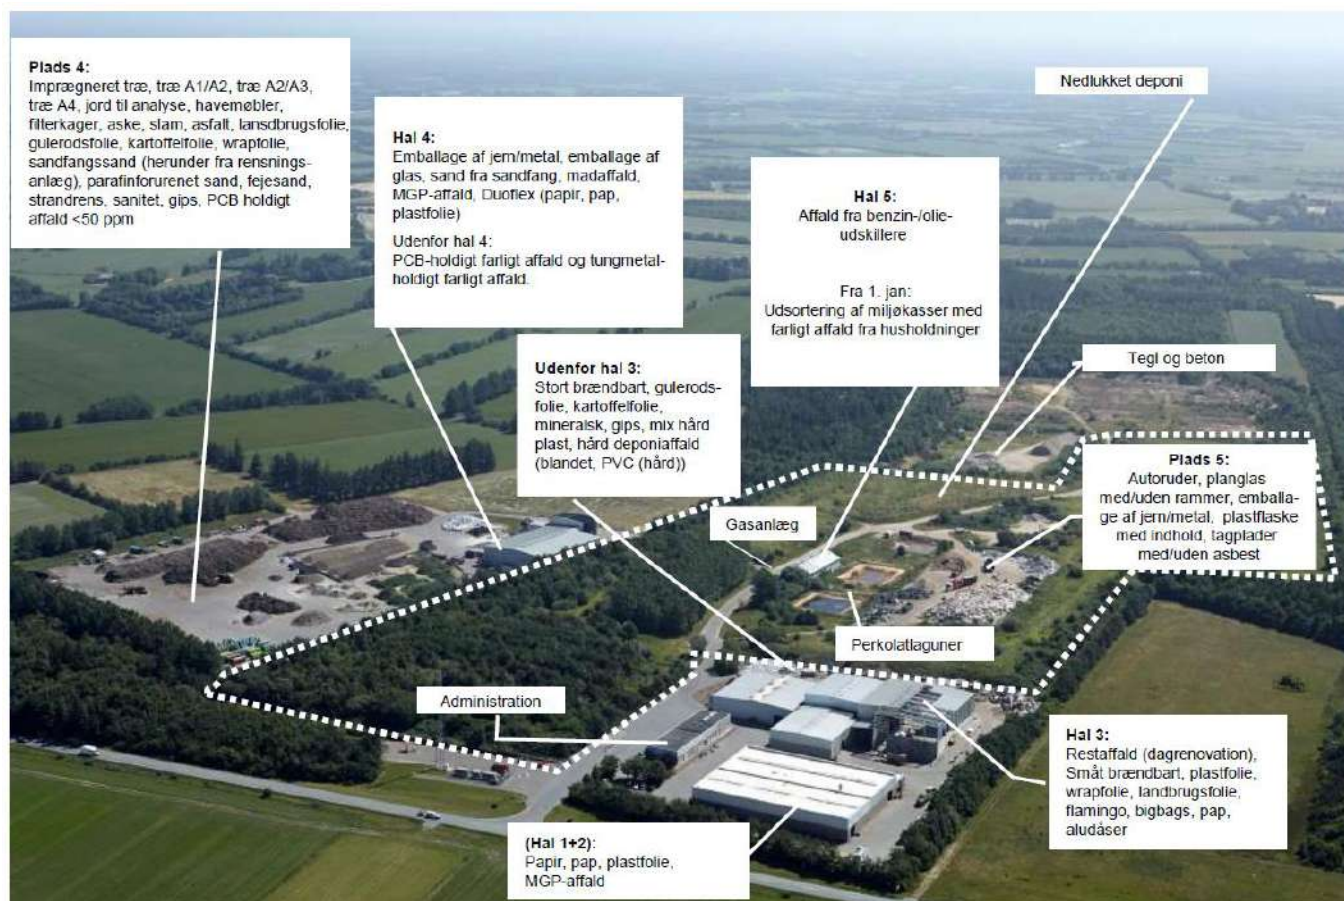 Plads 4:
Imprægneret træ, træ A1/A2, træ A2/A3,
træ A4, jord til analyse, havemøbler,
filterkager, aske, slam, asfalt, lansdbrugsfolie,
gulerodsfolie, kartoffelfolie, wrapfolie,
sandfangssand (herunder fra rensnings-
anlæg), parafinforurenet sand, fejesand,
strandrens, sanitet, gips, PCB holdigt
affald <50 ppm
Hal 4:
Emballage af jern/metal, emballage af
glas, sand fra sandfang, madaffald,
MGP-affald, Duoflex (papir, pap,
plastfolie)
Udenfor hal 4:
PCB-holdigt farligt affald og tungmetal-
holdigt farligt affald.
Nedlukket deponi
Hal 5:
Affald fra benzin-/olie-
udskillere
Fra 1. jan:
Udsortering af miljøkasser med
farligt affald fra husholdninger
Udenfor hal 3:
Stort brændbart, gulerods-
folie, kartoffelfolie,
mineralsk, gips, mix hård
plast, hård deponiaffald
(blandet, PVC (hård))
Tegl og beton
Plads 5:
Autoruder, planglas
med/uden rammer, emballa-
ge af jern/metal, plastflaske
med indhold, tagplader
med/uden asbest
Gasanlæg
Perkolatlaguner
Administration
Hal 3:
Restaffald (dagrenovation),
Småt brændbart, plastfolie,
wrapfolie, landbrugsfolie,
flamingo, bigbags, pap,
aludåser
(Hal 1+2):
Papir, pap, plastfolie,
MGP-affald